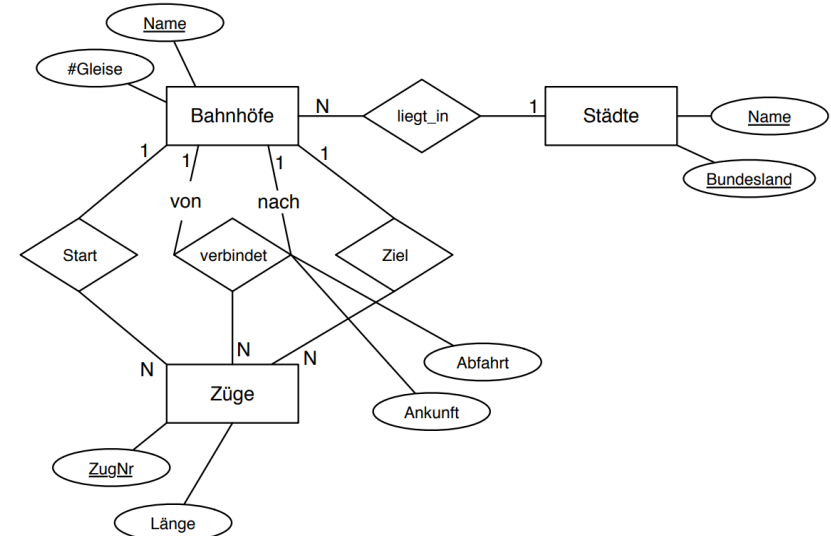 Name
#Gleise
Bahnhöfe
N
liegt_in
1
Städte
Name
Bundesland
1
1
1
1
von
nach
Start
verbindet
Ziel
N
N
N
Abfahrt
Züge
Ankunft
ZugNr
Länge